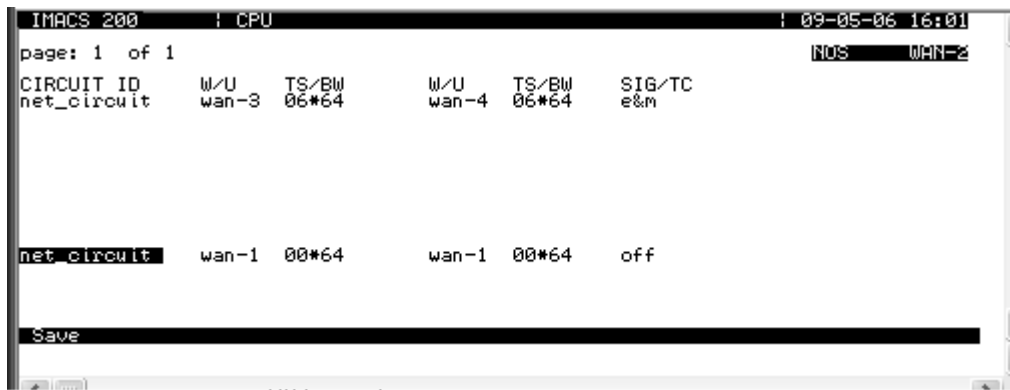 IMACS 200 | CPU | 09-05-06 16:01
page: 1 of 1 NOS WAN-2
CIRCUIT ID W/U TS/BW W/U TS/BW SIG/TC
net_circuit wan-3 06*64 wan-4 06*64 e&m
net_circuit wan-1 00*64 wan-1 00*64 off
Save